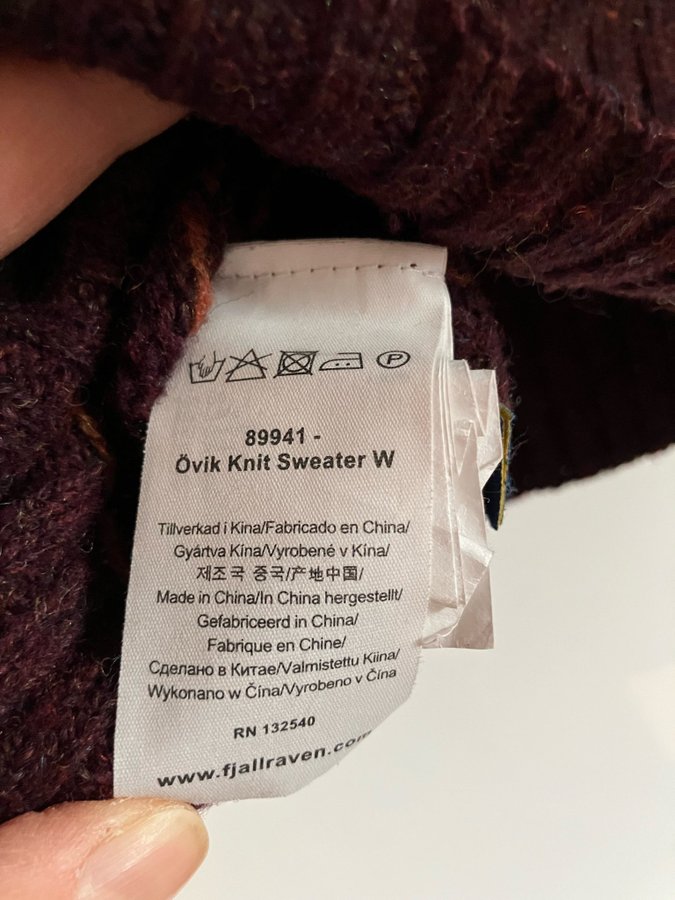 P
89941 -
Övik Knit Sweater W
Tillverkad i Kina/Fabricado en China/
Gyártva Kína/Vyrobené v Kína/
제조국 중국/产地中国/
Made in China/In China hergestellt/
Gefabriceerd in China/
Fabrique en Chine/
Сделано в Китае/Valmistettu Kiina/
Wykonano w Čína/Vyrobeno v Čína
RN 132540
www.fjallraven.com